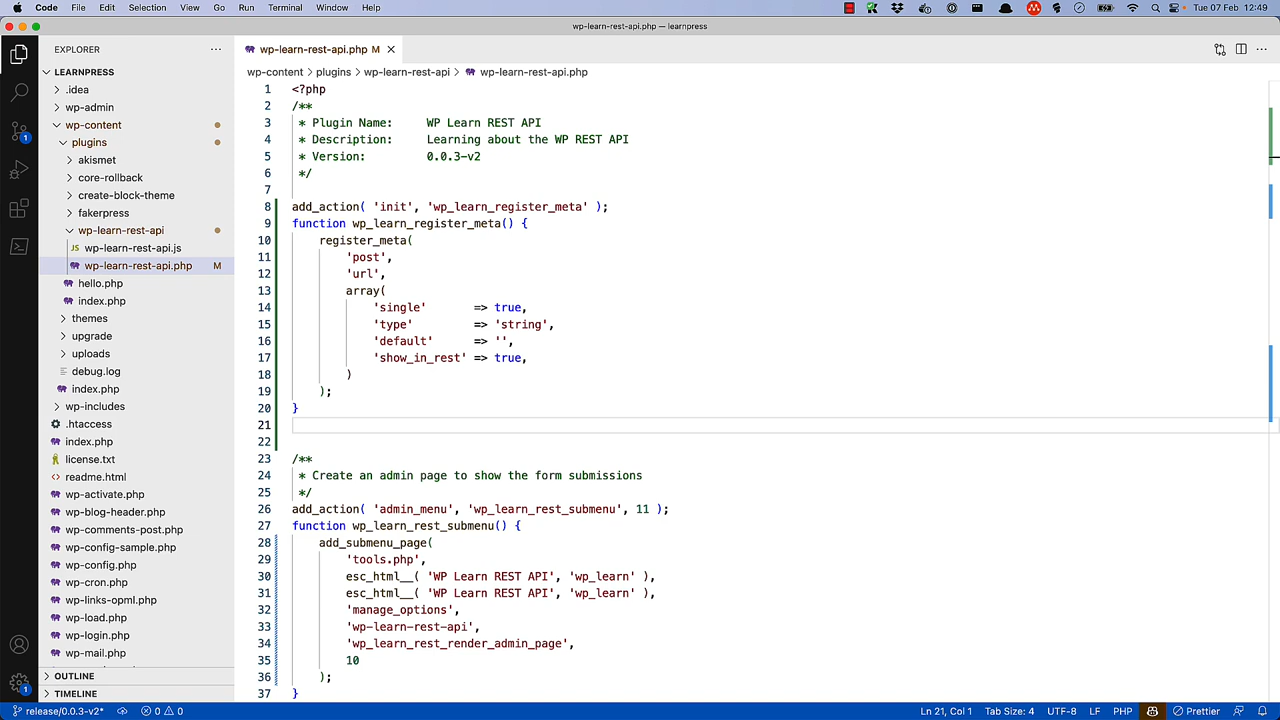 Code File Edit Selection View Go Run Terminal Window Help Tue 07 Feb 12:49
wp-learn-rest-api.php — learnpress
EXPLORER ···
LEARNPRESS
.idea
wp-admin
wp-content
plugins
akismet
core-rollback
create-block-theme
fakerpress
wp-learn-rest-api
JS wp-learn-rest-api.js
wp-learn-rest-api.php M
hello.php
index.php
themes
upgrade
uploads
debug.log
index.php
wp-includes
.htaccess
index.php
license.txt
readme.html
wp-activate.php
wp-blog-header.php
wp-comments-post.php
wp-config-sample.php
wp-config.php
wp-cron.php
wp-links-opml.php
wp-load.php
wp-login.php
wp-mail.php
OUTLINE
TIMELINE
1
1
wp-learn-rest-api.php M
wp-content > plugins > wp-learn-rest-api > wp-learn-rest-api.php
1 <?php
2 /**
3 * Plugin Name: WP Learn REST API
4 * Description: Learning about the WP REST API
5 * Version: 0.0.3-v2
6 */
7
8 add_action( 'init', 'wp_learn_register_meta' );
9 function wp_learn_register_meta() {
10 register_meta(
11 'post',
12 'url',
13 array(
14 'single' => true,
15 'type' => 'string',
16 'default' => '',
17 'show_in_rest' => true,
18 )
19 );
20 }
21
22
23 /**
24 * Create an admin page to show the form submissions
25 */
26 add_action( 'admin_menu', 'wp_learn_rest_submenu', 11 );
27 function wp_learn_rest_submenu() {
28 add_submenu_page(
29 'tools.php',
30 esc_html__( 'WP Learn REST API', 'wp_learn' ),
31 esc_html__( 'WP Learn REST API', 'wp_learn' ),
32 'manage_options',
33 'wp-learn-rest-api',
34 'wp_learn_rest_render_admin_page',
35 10
36 );
37 }
release/0.0.3-v2* 0 0 Ln 21, Col 1 Tab Size: 4 UTF-8 LF PHP Prettier